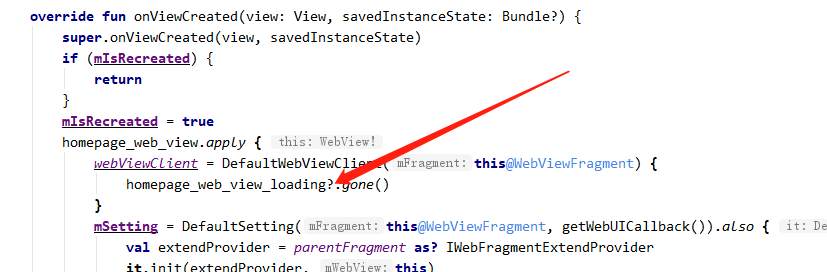 override fun onViewCreated(view: View, savedInstanceState: Bundle?) {
super.onViewCreated(view, savedInstanceState)
if (mIsRecreated) {
return
}
mIsRecreated = true
homepage_web_view.apply { this: WebView!
webViewClient = DefaultWebViewClient( mFragment: this@WebViewFragment) {
homepage_web_view_loading?.gone()
}
mSetting = DefaultSetting( mFragment: this@WebViewFragment, getWebUICallback()).also { it: De
val extendProvider = parentFragment as? IWebFragmentExtendProvider
it.init(extendProvider, mWebView: this)